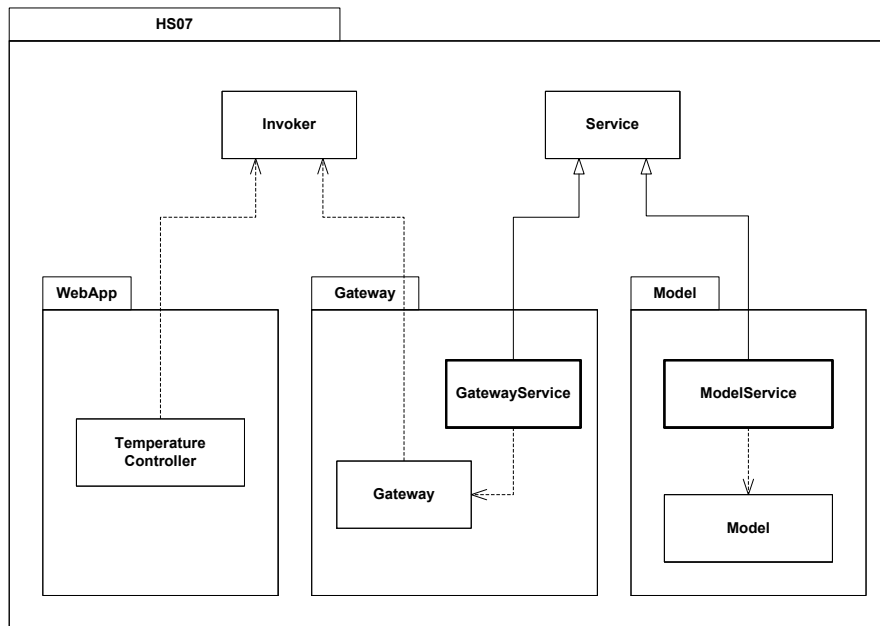 HS07
Invoker
Service
WebApp
Gateway
Model
GatewayService
ModelService
Temperature
Controller
Gateway
Model